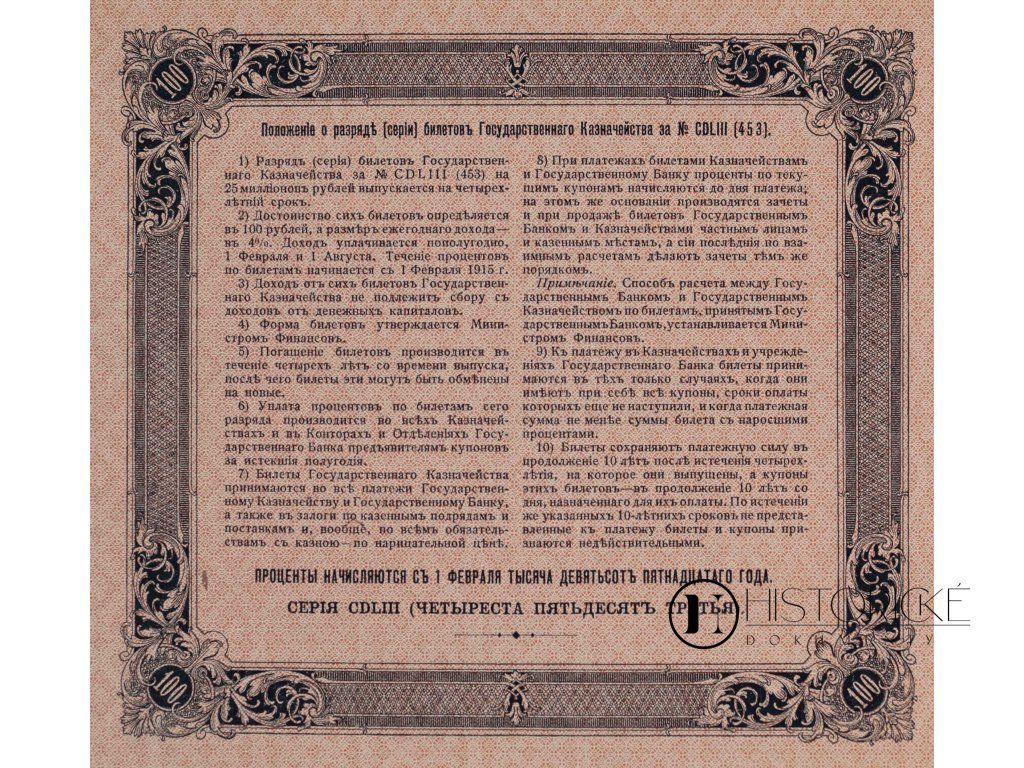 100
100
Положеніе о разрядѣ [серіи] билетовъ Государственнаго Казначейства за № CDLIII (453).
1) Разрядъ (серія) билетовъ Государствен-
наго Казначейства за № CDLIII (453) на
25 милліоновъ рублей выпускается на четырех-
лѣтній срокъ.
2) Достоинство сихъ билетовъ опредѣляется
въ 100 рублей, а размѣръ ежегоднаго дохода—
въ 4%. Доходъ уплачивается пополугодно,
1 Февраля и 1 Августа. Теченіе процентовъ
по билетамъ начинается съ 1 Февраля 1915 г.
3) Доходъ отъ сихъ билетовъ Государствен-
наго Казначейства не подлежитъ сбору съ
доходовъ отъ денежныхъ капиталовъ.
4) Форма билетовъ утверждается Мини-
стромъ Финансовъ.
5) Погашеніе билетовъ производится въ
теченіе четырехъ лѣтъ со времени выпуска,
послѣ чего билеты эти могутъ быть обмѣнены
на новые.
6) Уплата процентовъ по билетамъ сего
разряда производится во всѣхъ Казначей-
ствахъ и въ Конторахъ и Отдѣленіяхъ Госу-
дарственнаго Банка предъявителямъ купоновъ
за истекшія полугодія.
7) Билеты Государственнаго Казначейства
принимаются во всѣ платежи Государствен-
ному Казначейству и Государственному Банку,
а также въ залоги по казеннымъ подрядамъ и
поставкамъ и, вообще, во всѣмъ обязатель-
ствамъ съ казною—по нарицательной цѣнѣ.
8) При платежахъ билетами Казначействамъ
и Государственному Банку проценты по теку-
щимъ купонамъ начисляются до дня платежа;
на этомъ же основаніи производятся зачеты
и при продажѣ билетовъ Государственнымъ
Банкомъ и Казначействами частнымъ лицамъ
и казеннымъ мѣстамъ, а сіи послѣднія по вза-
имнымъ расчетамъ дѣлаютъ зачеты тѣмъ же
порядкомъ.
Примѣчаніе. Способъ расчета между Госу-
дарственнымъ Банкомъ и Государственнымъ
Казначействомъ по билетамъ, принятымъ Госу-
дарственнымъ Банкомъ, устанавливается Мини-
стромъ Финансовъ.
9) Къ платежу въ Казначействахъ и учрежде-
ніяхъ Государственнаго Банка билеты прини-
маются въ тѣхъ только случаяхъ, когда они
имѣютъ при себѣ всѣ купоны, сроки оплаты
которыхъ еще не наступили, и когда платежная
сумма не менѣе суммы билета съ наросшими
процентами.
10) Билеты сохраняютъ платежную силу въ
продолженіе 10 лѣтъ послѣ истеченія четырех-
лѣтія, на которое они выпущены, а купоны
этихъ билетовъ—въ продолженіе 10 лѣтъ со
дня, назначеннаго для ихъ оплаты. По истеченіи
же указанныхъ 10-лѣтнихъ сроковъ не предста-
вленные къ платежу билеты и купоны при-
знаются недѣйствительными.
ПРОЦЕНТЫ НАЧИСЛЯЮТСЯ СЪ 1 ФЕВРАЛЯ ТЫСЯЧА ДЕВЯТЬСОТЪ ПЯТНАДЦАТАГО ГОДА.
СЕРІЯ CDLIII (ЧЕТЫРЕСТА ПЯТЬДЕСЯТЪ ТРЕТЬЯ).
HISTORICKÉ
DOKUMENTY
100
100